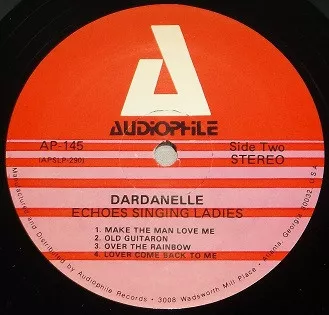 AUDIOPHILE
AP-145
Side Two
(APSLP-290)
STEREO
DARDANELLE
ECHOES SINGING LADIES
1. MAKE THE MAN LOVE ME
2. OLD GUITARON
3. OVER THE RAINBOW
4. LOVER COME BACK TO ME
Manufactured and Distributed by Audiophile Records • 3008 Wadsworth Mill Place • Atlanta, Georgia 30032, USA